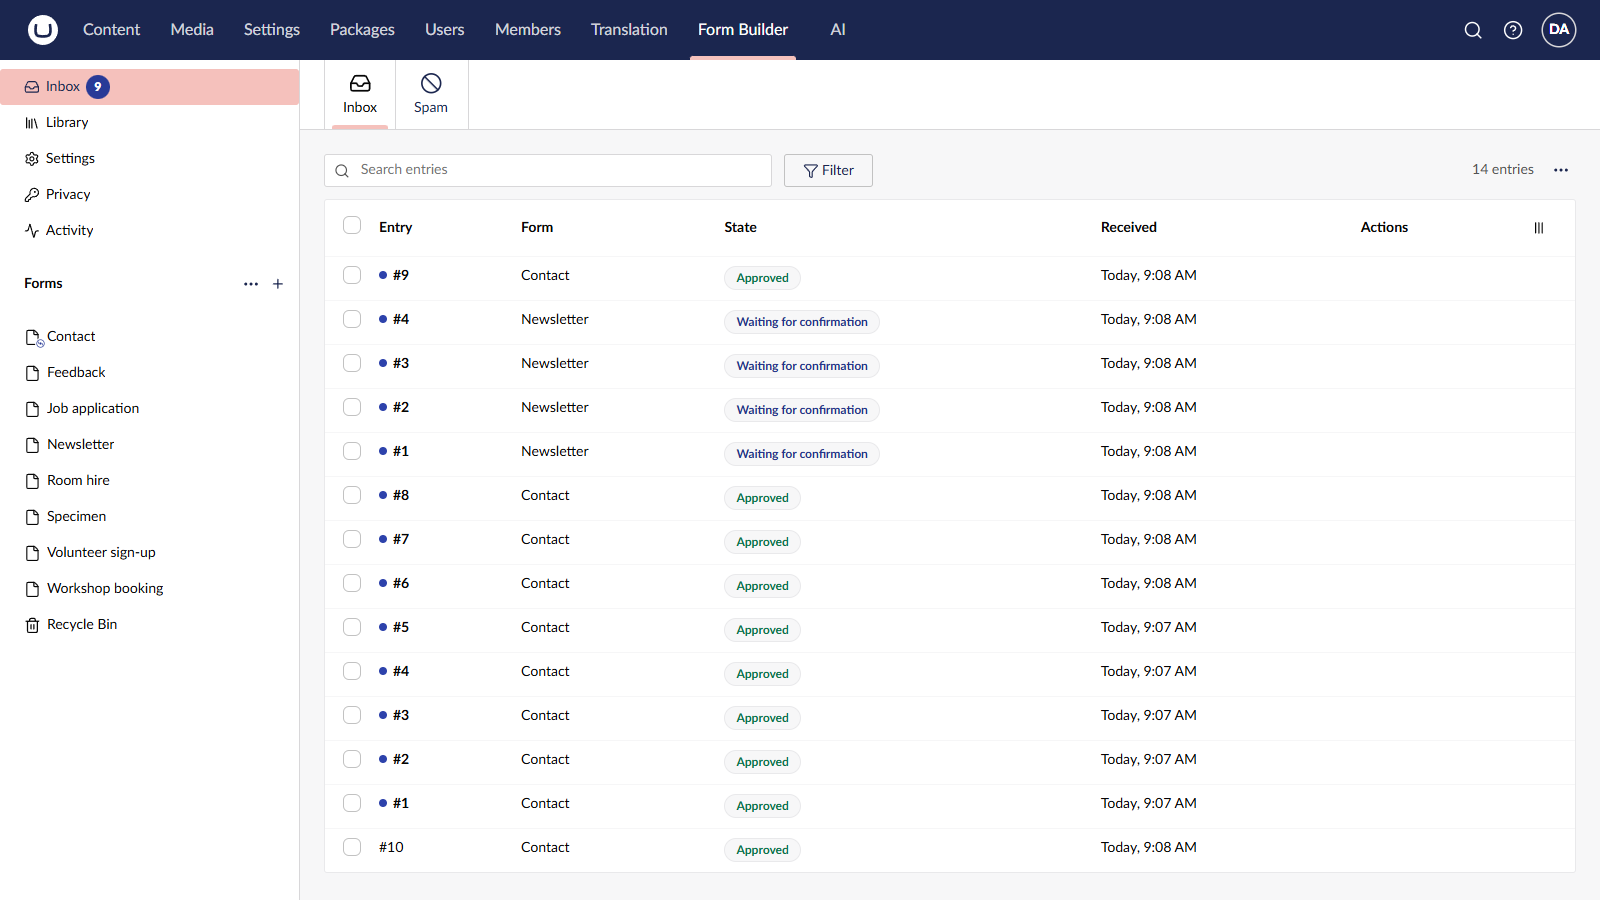 Content Media Settings Packages Users Members Translation Form Builder AI DA
Inbox 9
Library
Settings
Privacy
Activity
Forms
Contact
Feedback
Job application
Newsletter
Room hire
Specimen
Volunteer sign-up
Workshop booking
Recycle Bin
Inbox Spam
Search entries Filter 14 entries
Entry Form State Received Actions
#9 Contact Approved Today, 9:08 AM
#4 Newsletter Waiting for confirmation Today, 9:08 AM
#3 Newsletter Waiting for confirmation Today, 9:08 AM
#2 Newsletter Waiting for confirmation Today, 9:08 AM
#1 Newsletter Waiting for confirmation Today, 9:08 AM
#8 Contact Approved Today, 9:08 AM
#7 Contact Approved Today, 9:08 AM
#6 Contact Approved Today, 9:08 AM
#5 Contact Approved Today, 9:07 AM
#4 Contact Approved Today, 9:07 AM
#3 Contact Approved Today, 9:07 AM
#2 Contact Approved Today, 9:07 AM
#1 Contact Approved Today, 9:07 AM
#10 Contact Approved Today, 9:08 AM